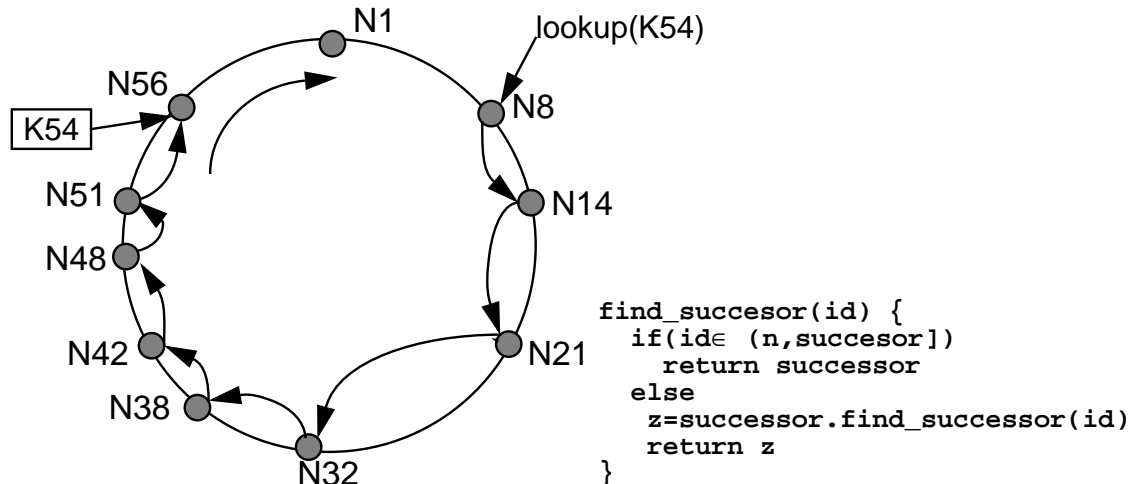 N1
lookup(K54)
N56
N8
K54
N51
N14
N48
find_succesor(id) {
if(id∈ (n,succesor])
N42
N21
return successor
else
N38
z=successor.find_successor(id)
return z
N32
}